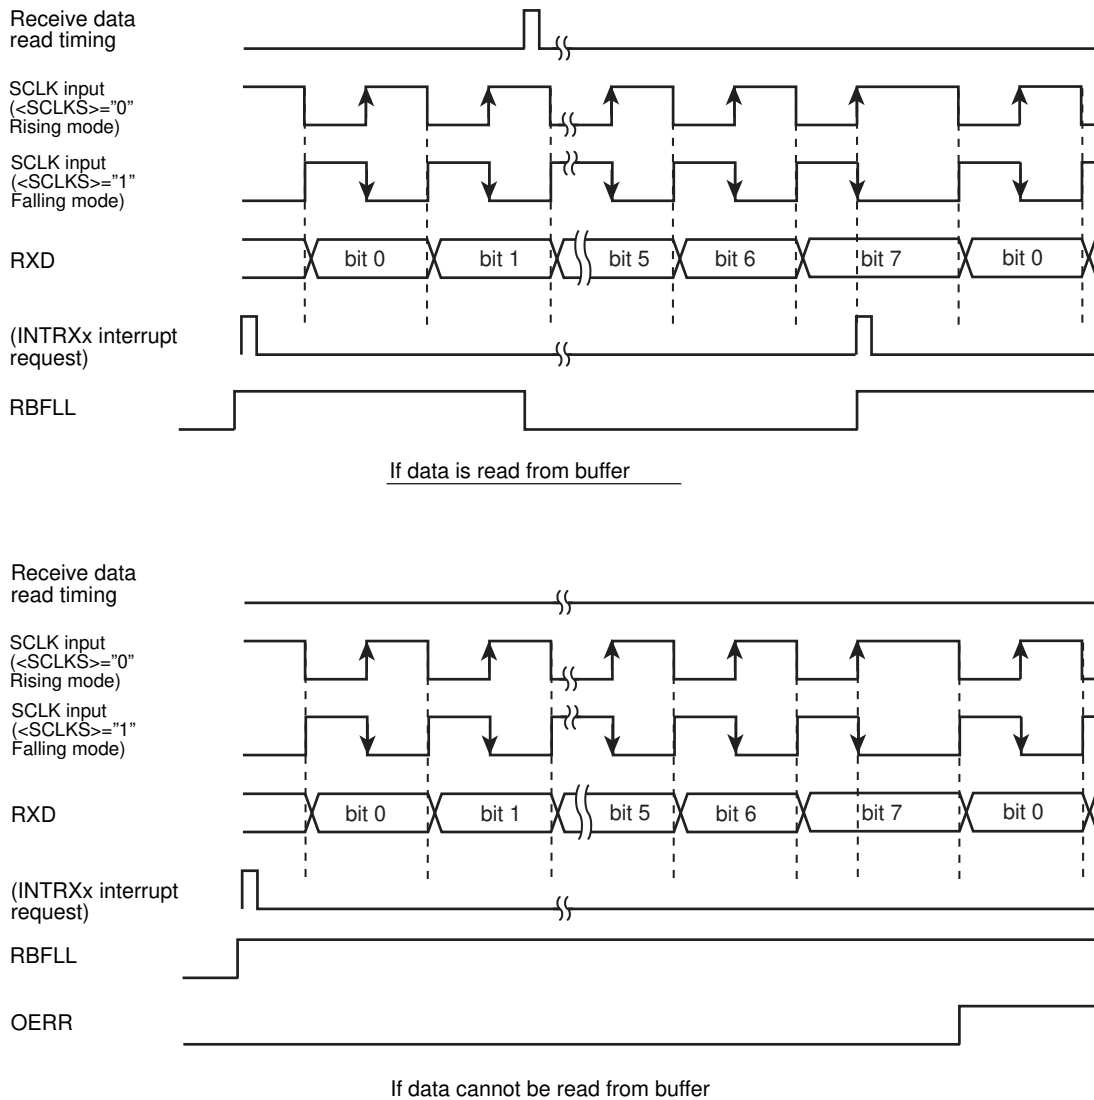 Receive data
read timing
SCLK input
(<SCLKS>="0"
Rising mode)
SCLK input
(<SCLKS>="1"
Falling mode)
RXD
bit 0
bit 1
bit 5
bit 6
bit 7
bit 0
(INTRXx interrupt
request)
RBFLL
If data is read from buffer
Receive data
read timing
SCLK input
(<SCLKS>="0"
Rising mode)
SCLK input
(<SCLKS>="1"
Falling mode)
RXD
bit 0
bit 1
bit 5
bit 6
bit 7
bit 0
(INTRXx interrupt
request)
RBFLL
OERR
If data cannot be read from buffer